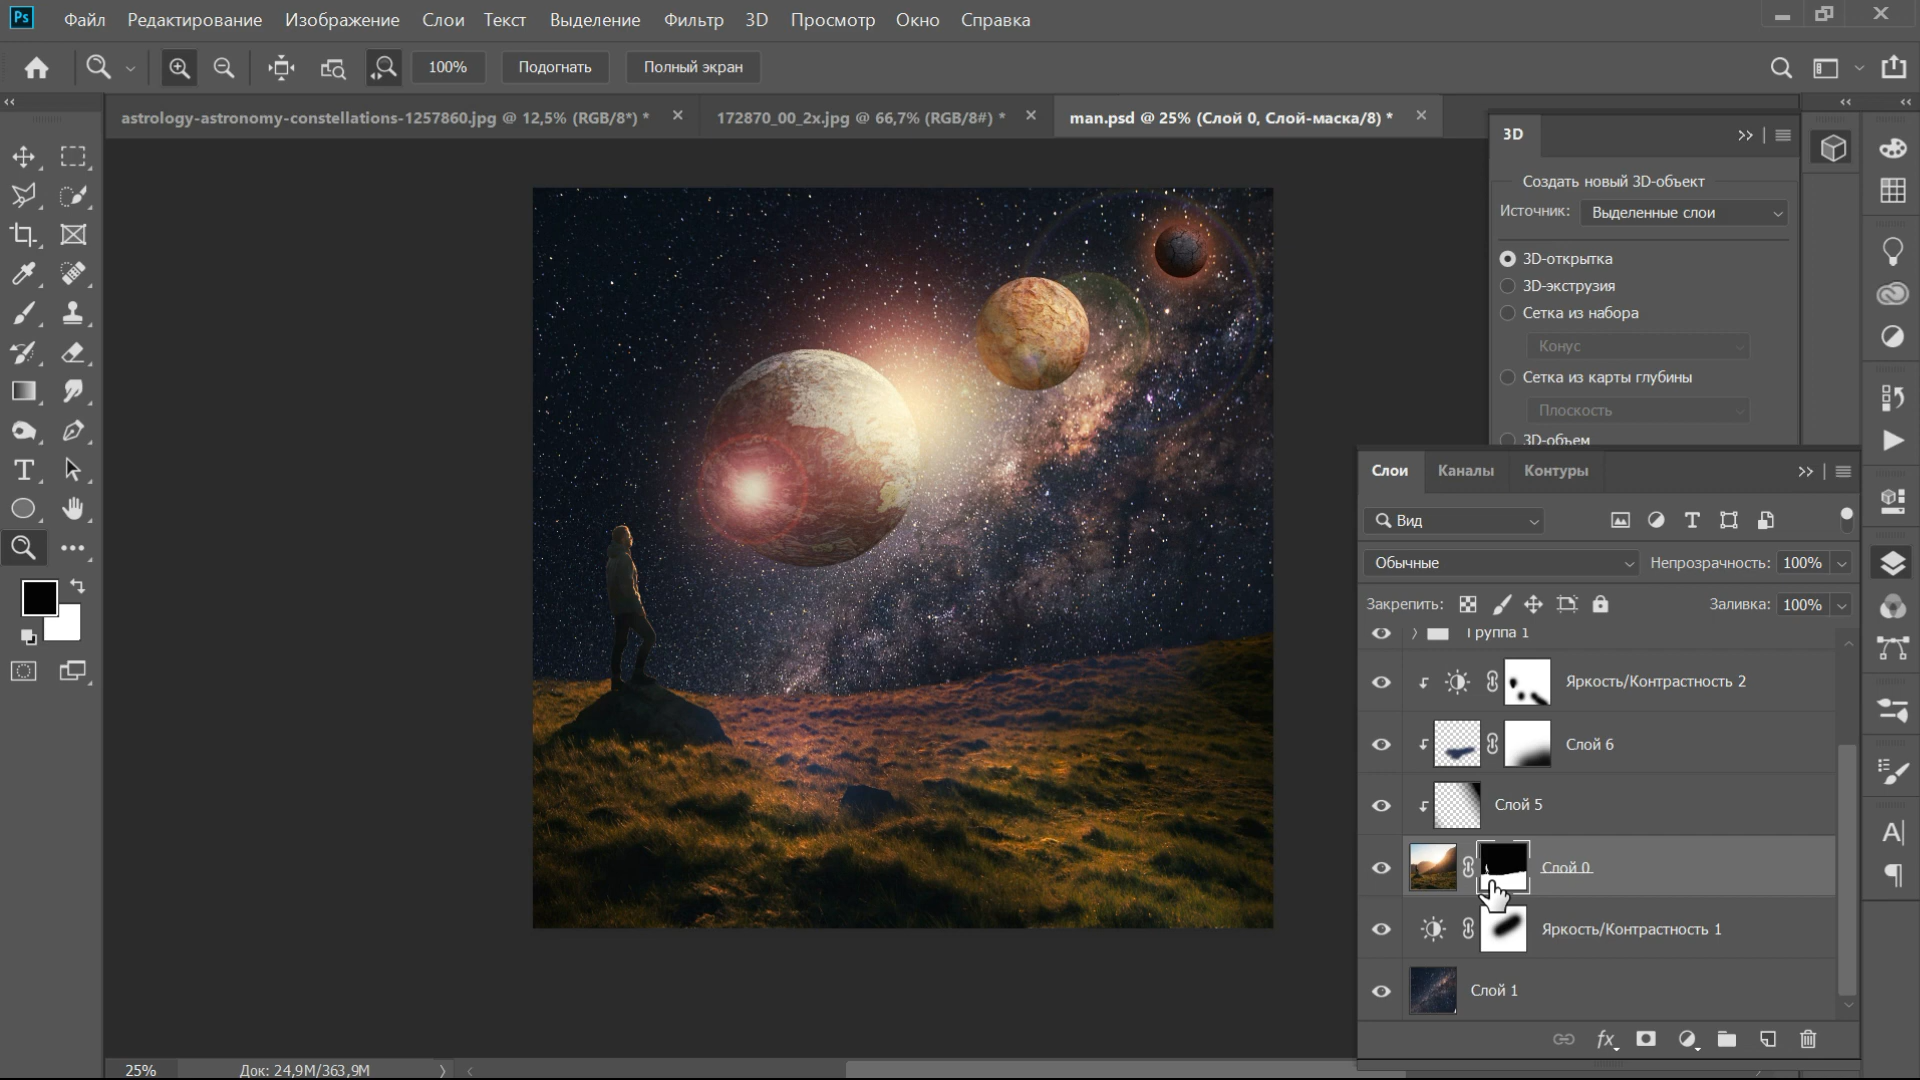 Ps Файл Редактирование Изображение Слои Текст Выделение Фильтр 3D Просмотр Окно Справка
100% Подогнать Полный экран
astrology-astronomy-constellations-1257860.jpg @ 12,5% (RGB/8*) * 172870_00_2x.jpg @ 66,7% (RGB/8#) * man.psd @ 25% (Слой 0, Слой-маска/8) *
3D
Создать новый 3D-объект
Источник: Выделенные слои
3D-открытка
3D-экструзия
Сетка из набора
Конус
Сетка из карты глубины
Плоскость
3D-объем
Слои Каналы Контуры
Вид
Обычные Непрозрачность: 100%
Закрепить: Заливка: 100%
Группа 1
Яркость/Контрастность 2
Слой 6
Слой 5
Слой 0
Яркость/Контрастность 1
Слой 1
fx
25% Док: 24,9M/363,9M